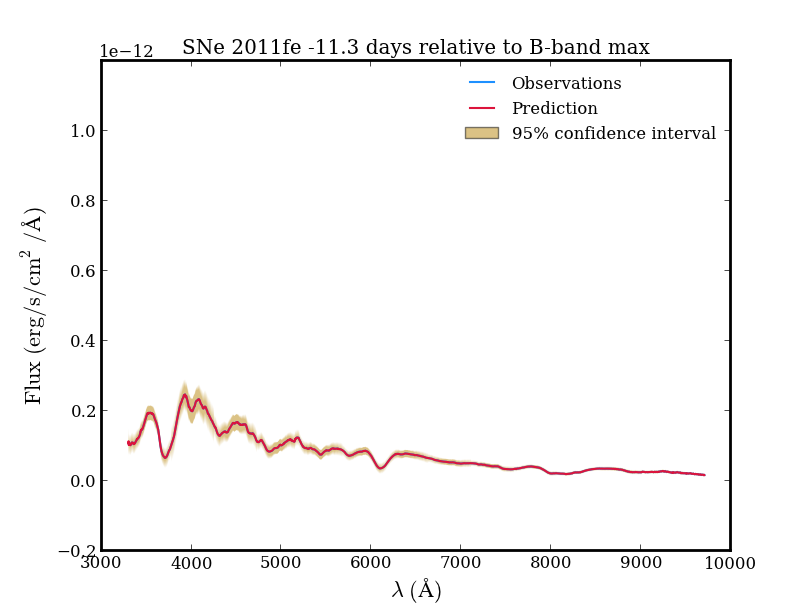 1e−12
SNe 2011fe -11.3 days relative to B-band max
Observations
Prediction
95% confidence interval
1.0
0.8
0.6
0.4
0.2
0.0
−0.2
Flux (erg/s/cm² /Å)
3000 4000 5000 6000 7000 8000 9000 10000
λ (Å)